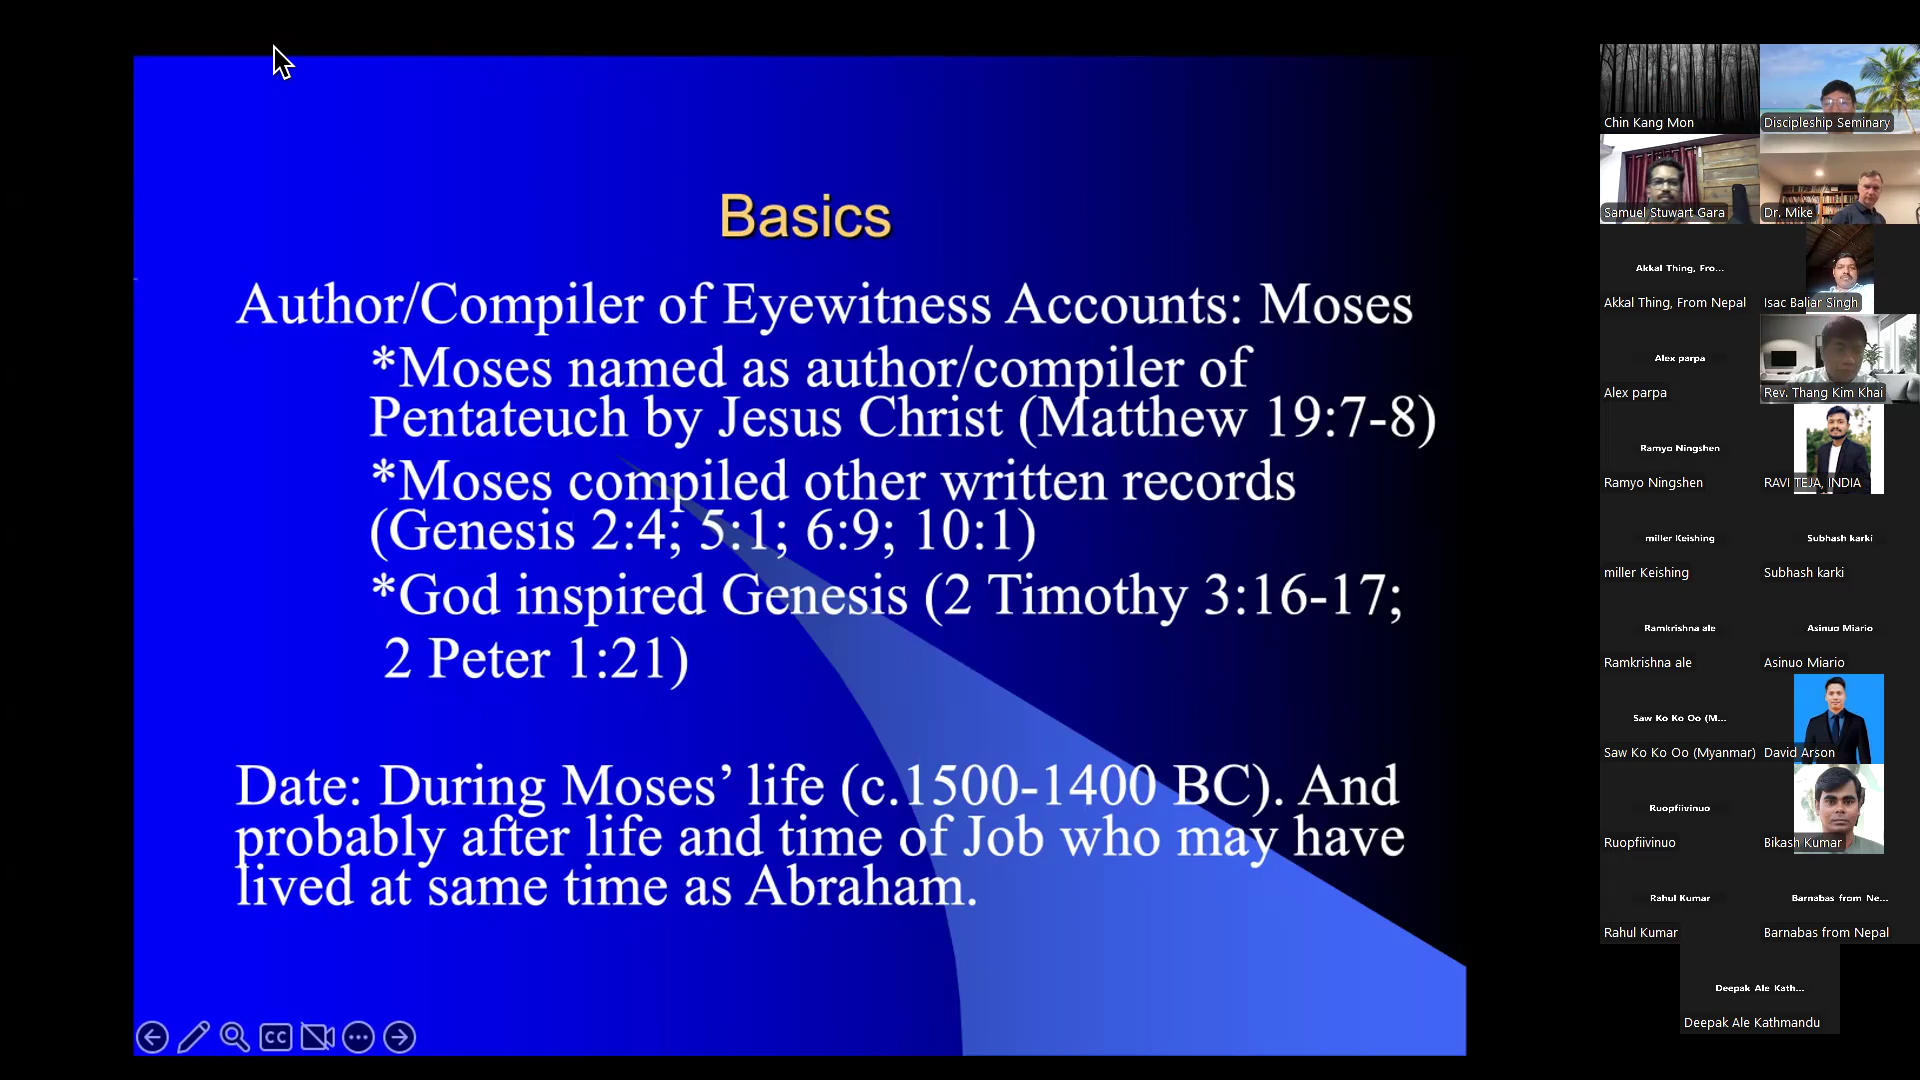 Basics
Author/Compiler of Eyewitness Accounts: Moses
*Moses named as author/compiler of
Pentateuch by Jesus Christ (Matthew 19:7-8)
*Moses compiled other written records
(Genesis 2:4; 5:1; 6:9; 10:1)
*God inspired Genesis (2 Timothy 3:16-17;
2 Peter 1:21)
Date: During Moses’ life (c.1500-1400 BC). And
probably after life and time of Job who may have
lived at same time as Abraham.
CC
Chin Kang Mon
Discipleship Seminary
Samuel Stuwart Gara
Dr. Mike
Akkal Thing, Fro...
Akkal Thing, From Nepal
Isac Baliar Singh
Alex parpa
Alex parpa
Rev. Thang Kim Khai
Ramyo Ningshen
Ramyo Ningshen
RAVI TEJA, INDIA
miller Keishing
miller Keishing
Subhash karki
Subhash karki
Ramkrishna ale
Ramkrishna ale
Asinuo Miario
Asinuo Miario
Saw Ko Ko Oo (M...
Saw Ko Ko Oo (Myanmar)
David Arson
Ruopfiivinuo
Ruopfiivinuo
Bikash Kumar
Rahul Kumar
Rahul Kumar
Barnabas from Ne...
Barnabas from Nepal
Deepak Ale Kath...
Deepak Ale Kathmandu